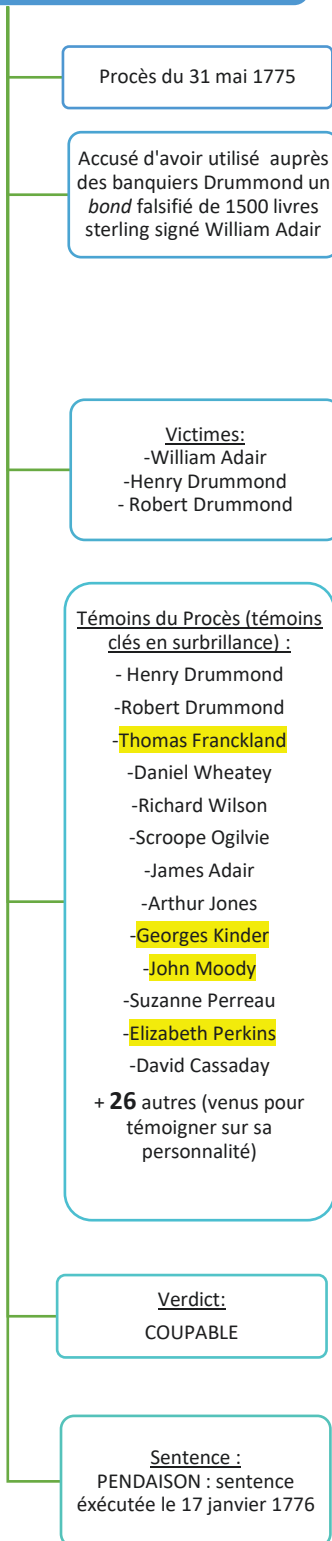 Procès du 31 mai 1775
Accusé d'avoir utilisé auprès
des banquiers Drummond un
bond falsifié de 1500 livres
sterling signé William Adair
Victimes:
-William Adair
-Henry Drummond
- Robert Drummond
Témoins du Procès (témoins
clés en surbrillance) :
- Henry Drummond
-Robert Drummond
-Thomas Franckland
-Daniel Wheatey
-Richard Wilson
-Scroope Ogilvie
-James Adair
-Arthur Jones
-Georges Kinder
-John Moody
-Suzanne Perreau
-Elizabeth Perkins
-David Cassaday
+ 26 autres (venus pour
témoigner sur sa
personnalité)
Verdict:
COUPABLE
Sentence :
PENDAISON : sentence
éxécutée le 17 janvier 1776